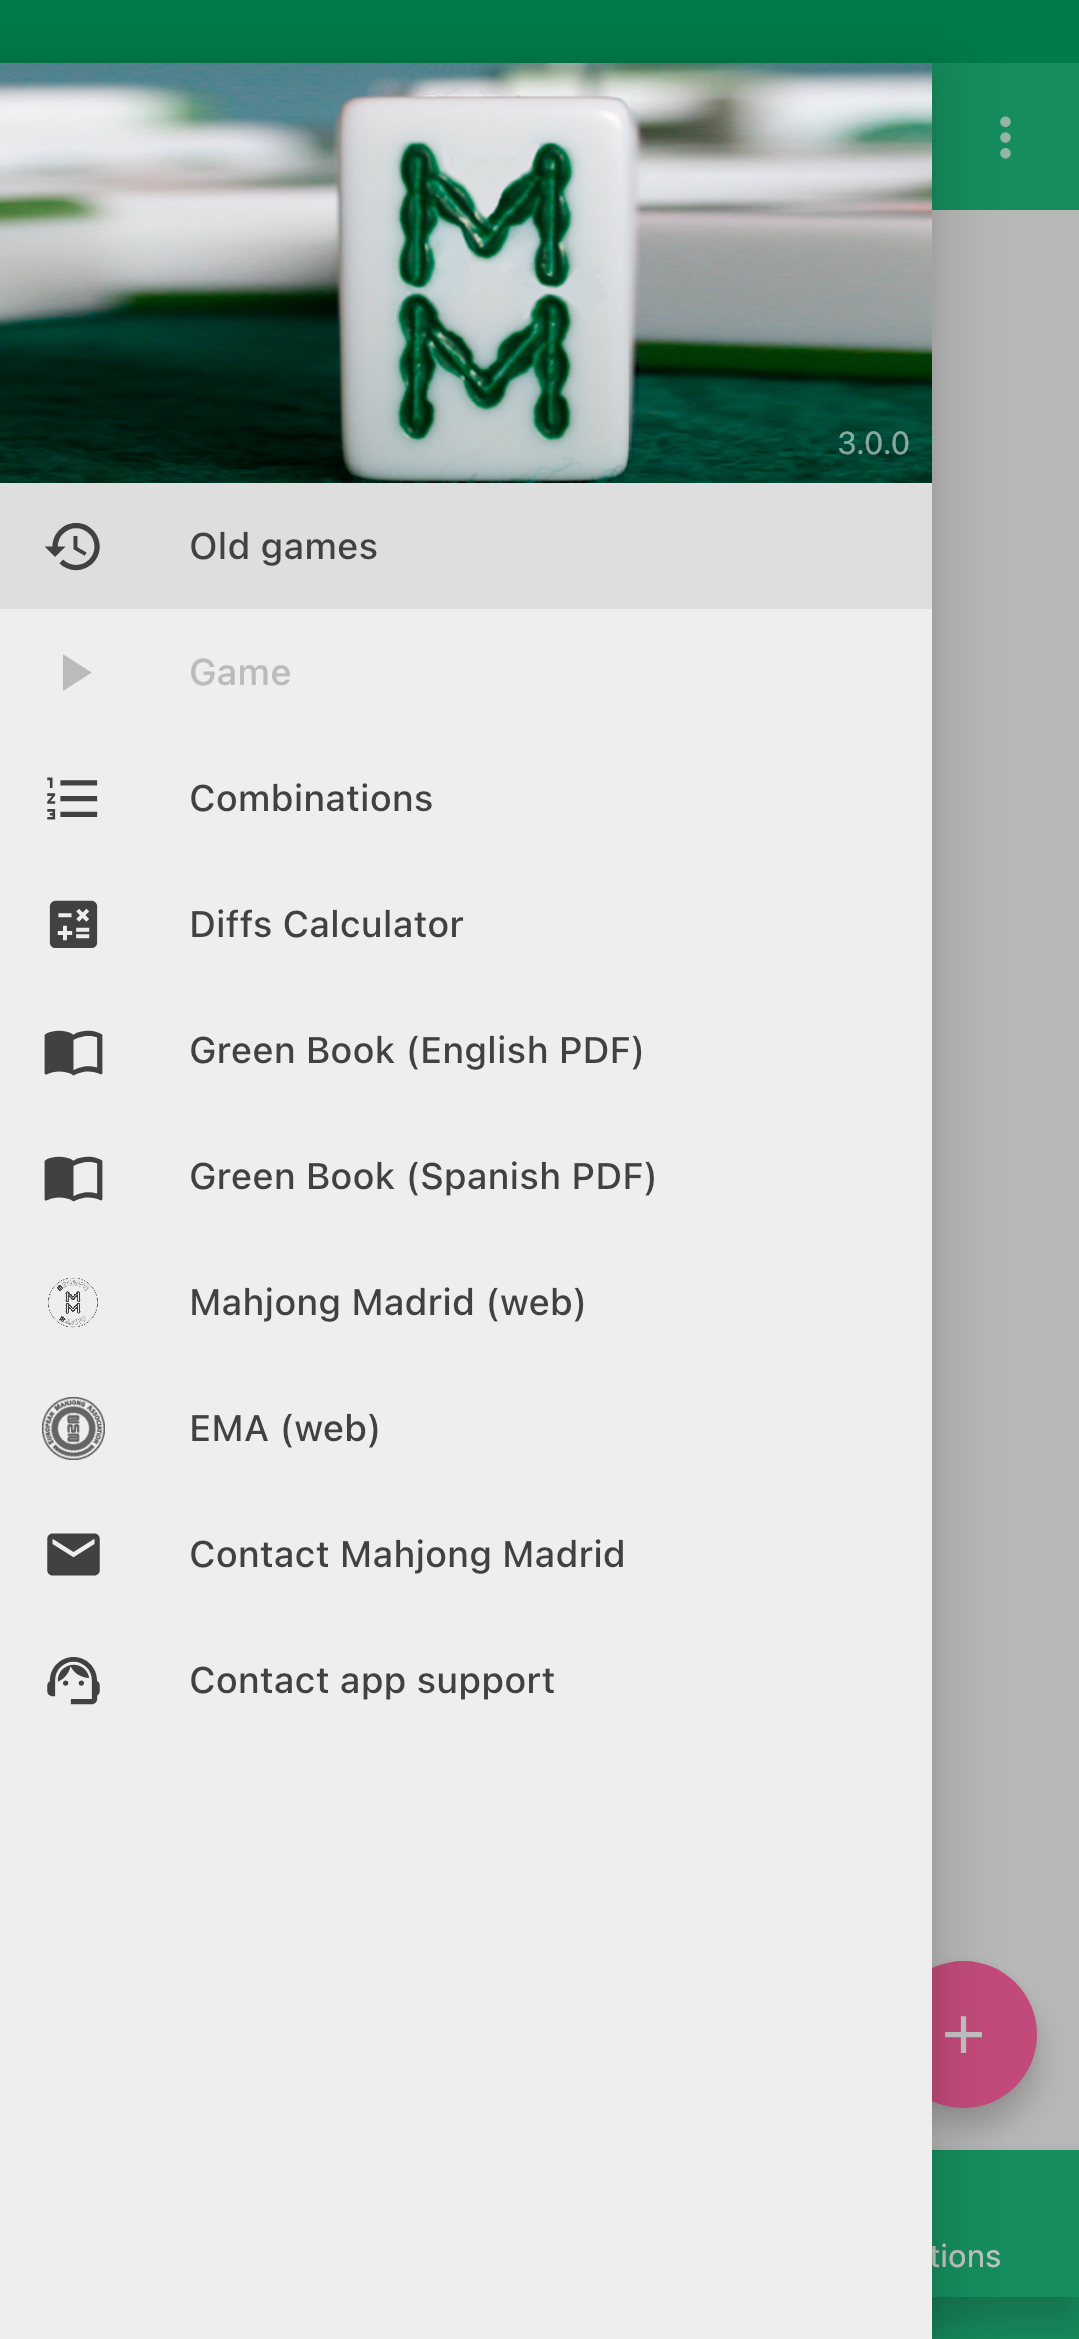 M
M
3.0.0
Old games
Game
Combinations
Diffs Calculator
Green Book (English PDF)
Green Book (Spanish PDF)
Mahjong Madrid (web)
EMA (web)
Contact Mahjong Madrid
Contact app support
tions